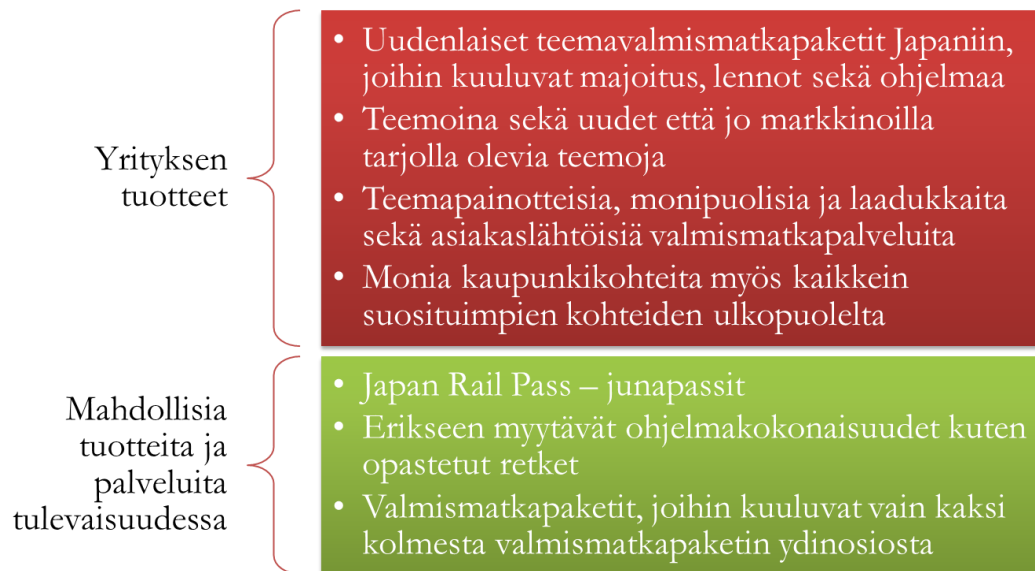 Yrityksen
tuotteet
• Uudenlaiset teemavalmismatkapaketit Japaniin,
joihin kuuluvat majoitus, lennot sekä ohjelmaa
• Teemoina sekä uudet että jo markkinoilla
tarjolla olevia teemoja
• Teemapainotteisia, monipuolisia ja laadukkaita
sekä asiakaslähtöisiä valmismatkapalveluita
• Monia kaupunkikohteita myös kaikkein
suosituimpien kohteiden ulkopuolelta
Mahdollisia
tuotteita ja
palveluita
tulevaisuudessa
• Japan Rail Pass – junapassit
• Erikseen myytävät ohjelmakokonaisuudet kuten
opastetut retket
• Valmismatkapaketit, joihin kuuluvat vain kaksi
kolmesta valmismatkapaketin ydinosiosta